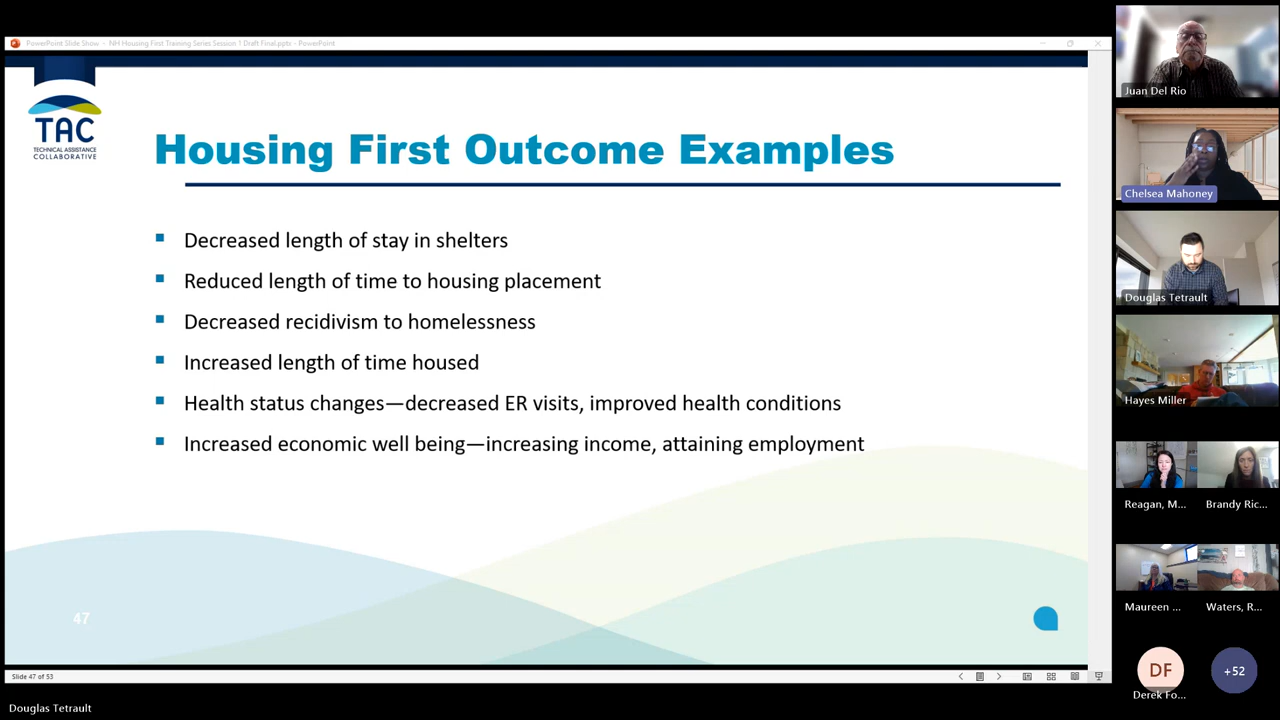 PowerPoint Slide Show - NH Housing First Training Series Session 1 Draft Final.pptx - PowerPoint
TAC
TECHNICAL ASSISTANCE
COLLABORATIVE
Housing First Outcome Examples
Decreased length of stay in shelters
Reduced length of time to housing placement
Decreased recidivism to homelessness
Increased length of time housed
Health status changes—decreased ER visits, improved health conditions
Increased economic well being—increasing income, attaining employment
47
Slide 47 of 53
Douglas Tetrault
Juan Del Rio
Chelsea Mahoney
Douglas Tetrault
Hayes Miller
Reagan, M...
Brandy Ric...
Maureen ...
Waters, R...
DF
Derek Fo...
+52